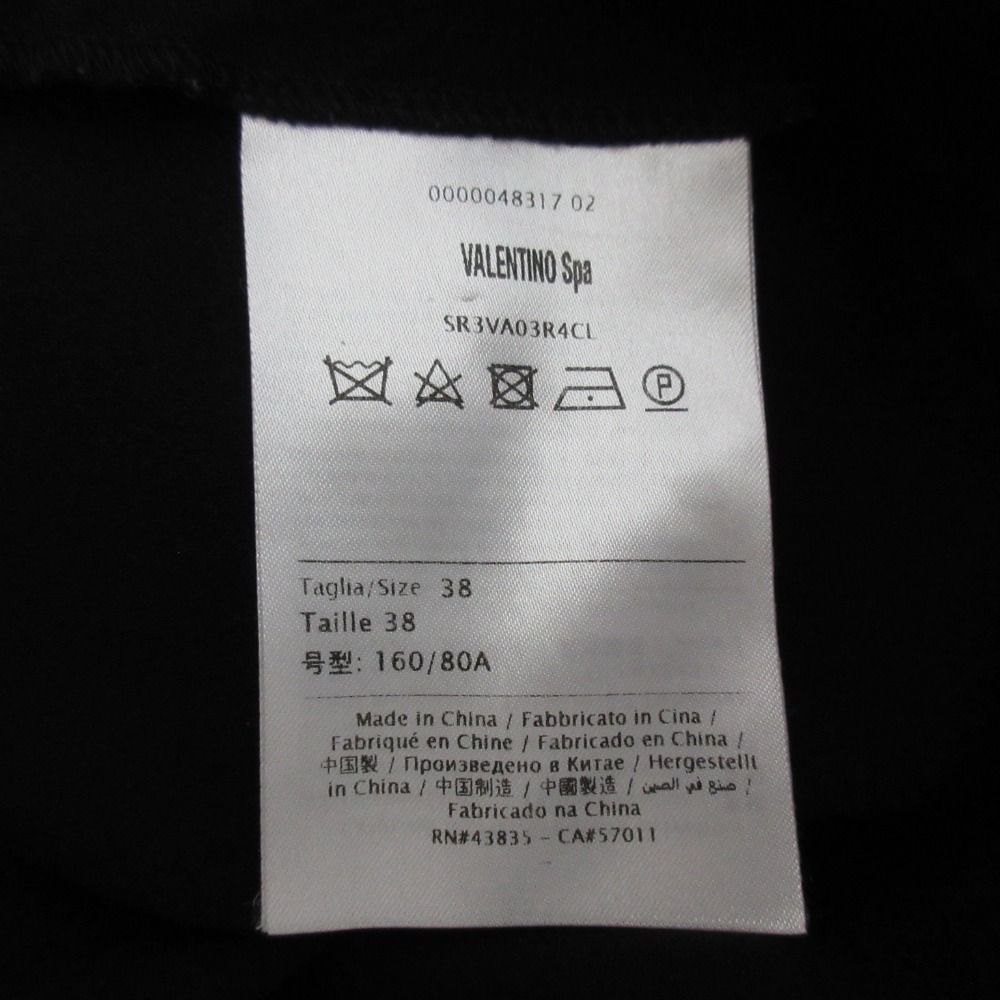 0000048317 02
VALENTINO Spa
SR3VA03R4CL
P
Taglia/Size 38
Taille 38
号型: 160/80A
Made in China / Fabbricato in Cina /
Fabriqué en Chine / Fabricado en China /
中国製 / Произведено в Китае / Hergestellt
in China / 中国制造 / 中國製造 / صنع في الصين /
Fabricado na China
RN#43835 - CA#57011